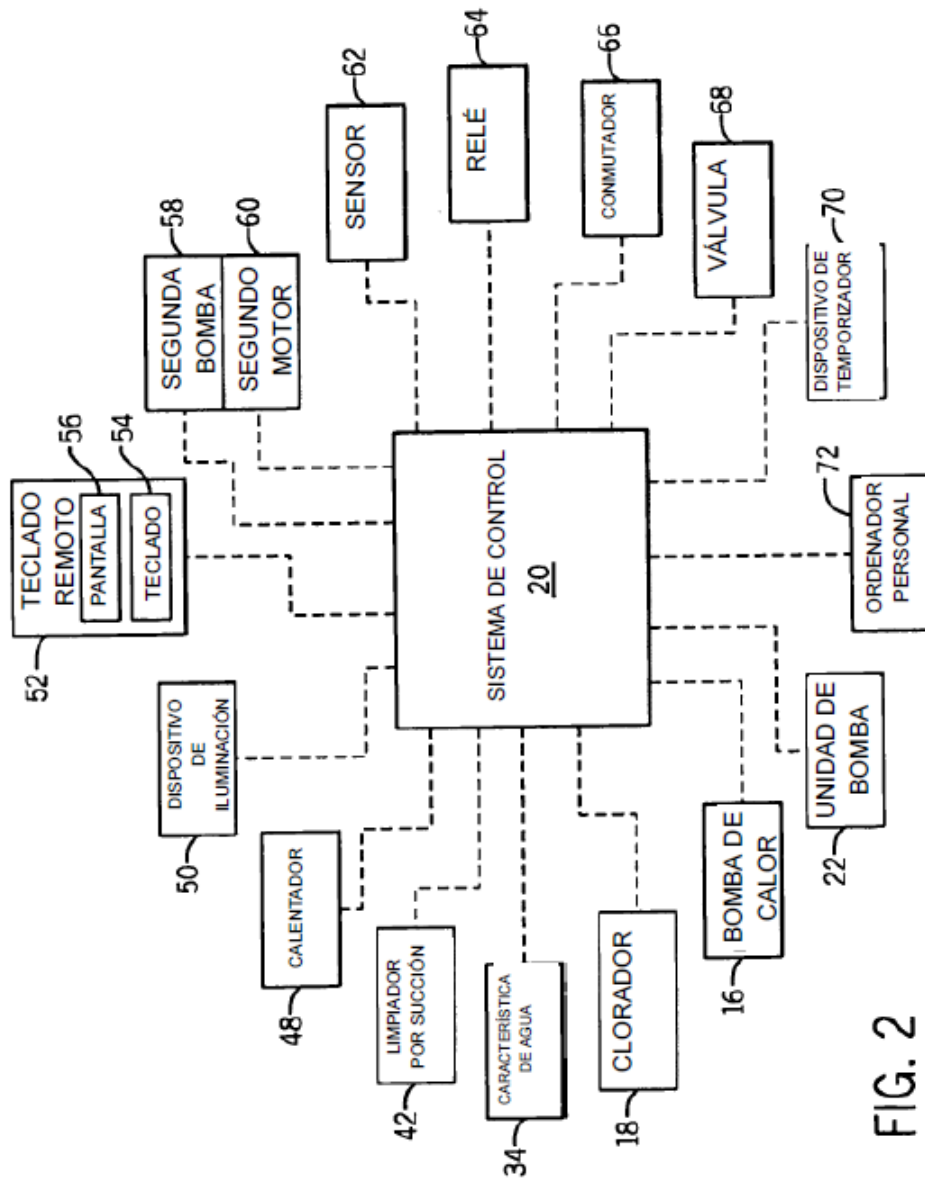 52
TECLADO
REMOTO
PANTALLA
TECLADO
56
54
SEGUNDA
BOMBA
SEGUNDO
MOTOR
58
60
SENSOR
62
RELÉ
64
CONMUTADOR
66
VÁLVULA
68
DISPOSITIVO DE
TEMPORIZADOR
70
ORDENADOR
PERSONAL
72
UNIDAD DE
BOMBA
22
BOMBA DE
CALOR
16
CLORADOR
18
CARACTERÍSTICA
DE AGUA
34
LIMPIADOR
POR SUCCIÓN
42
CALENTADOR
48
DISPOSITIVO
DE
ILUMINACIÓN
50
SISTEMA DE CONTROL
20
FIG. 2